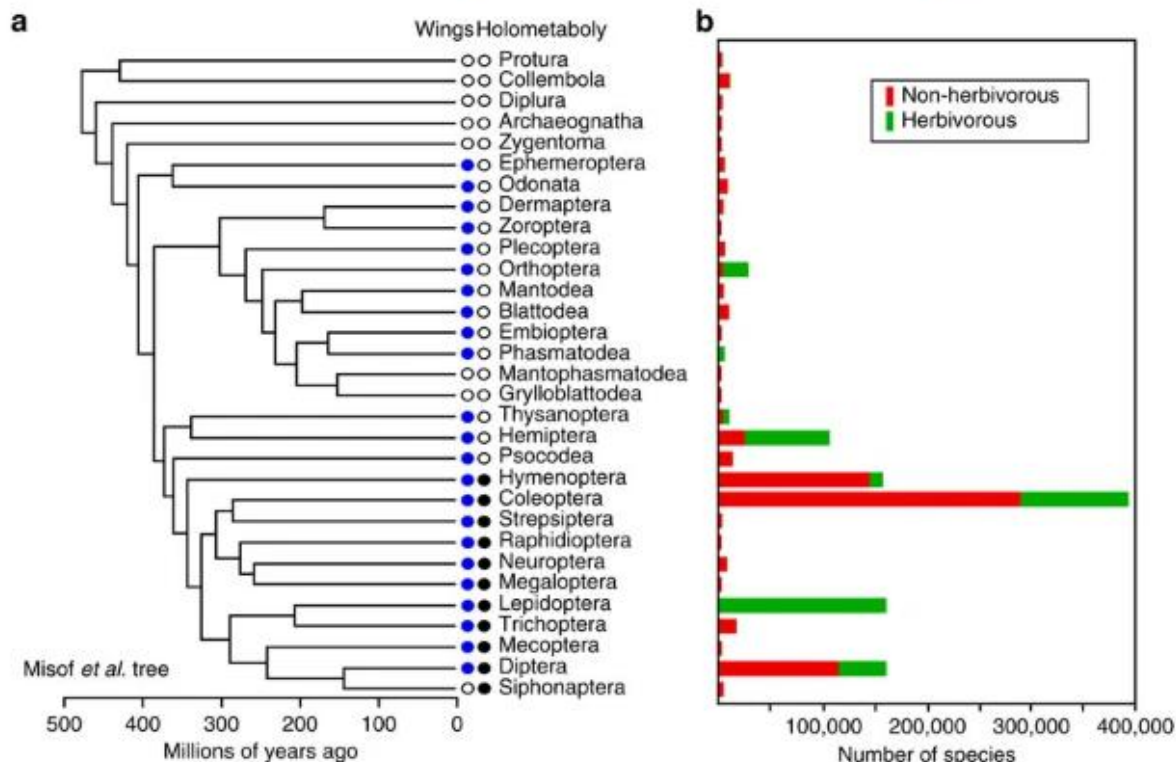 a
Wings Holometaboly
b
Protura
Collembola
Diplura
Archaeognatha
Zygentoma
Ephemeroptera
Odonata
Dermaptera
Zoroptera
Plecoptera
Orthoptera
Mantodea
Blattodea
Embioptera
Phasmatodea
Mantophasmatodea
Grylloblattodea
Thysanoptera
Hemiptera
Psocodea
Hymenoptera
Coleoptera
Strepsiptera
Raphidioptera
Neuroptera
Megaloptera
Lepidoptera
Trichoptera
Mecoptera
Diptera
Siphonaptera
Misof et al. tree
500 400 300 200 100 0
Millions of years ago
Non-herbivorous
Herbivorous
100,000 200,000 300,000 400,000
Number of species